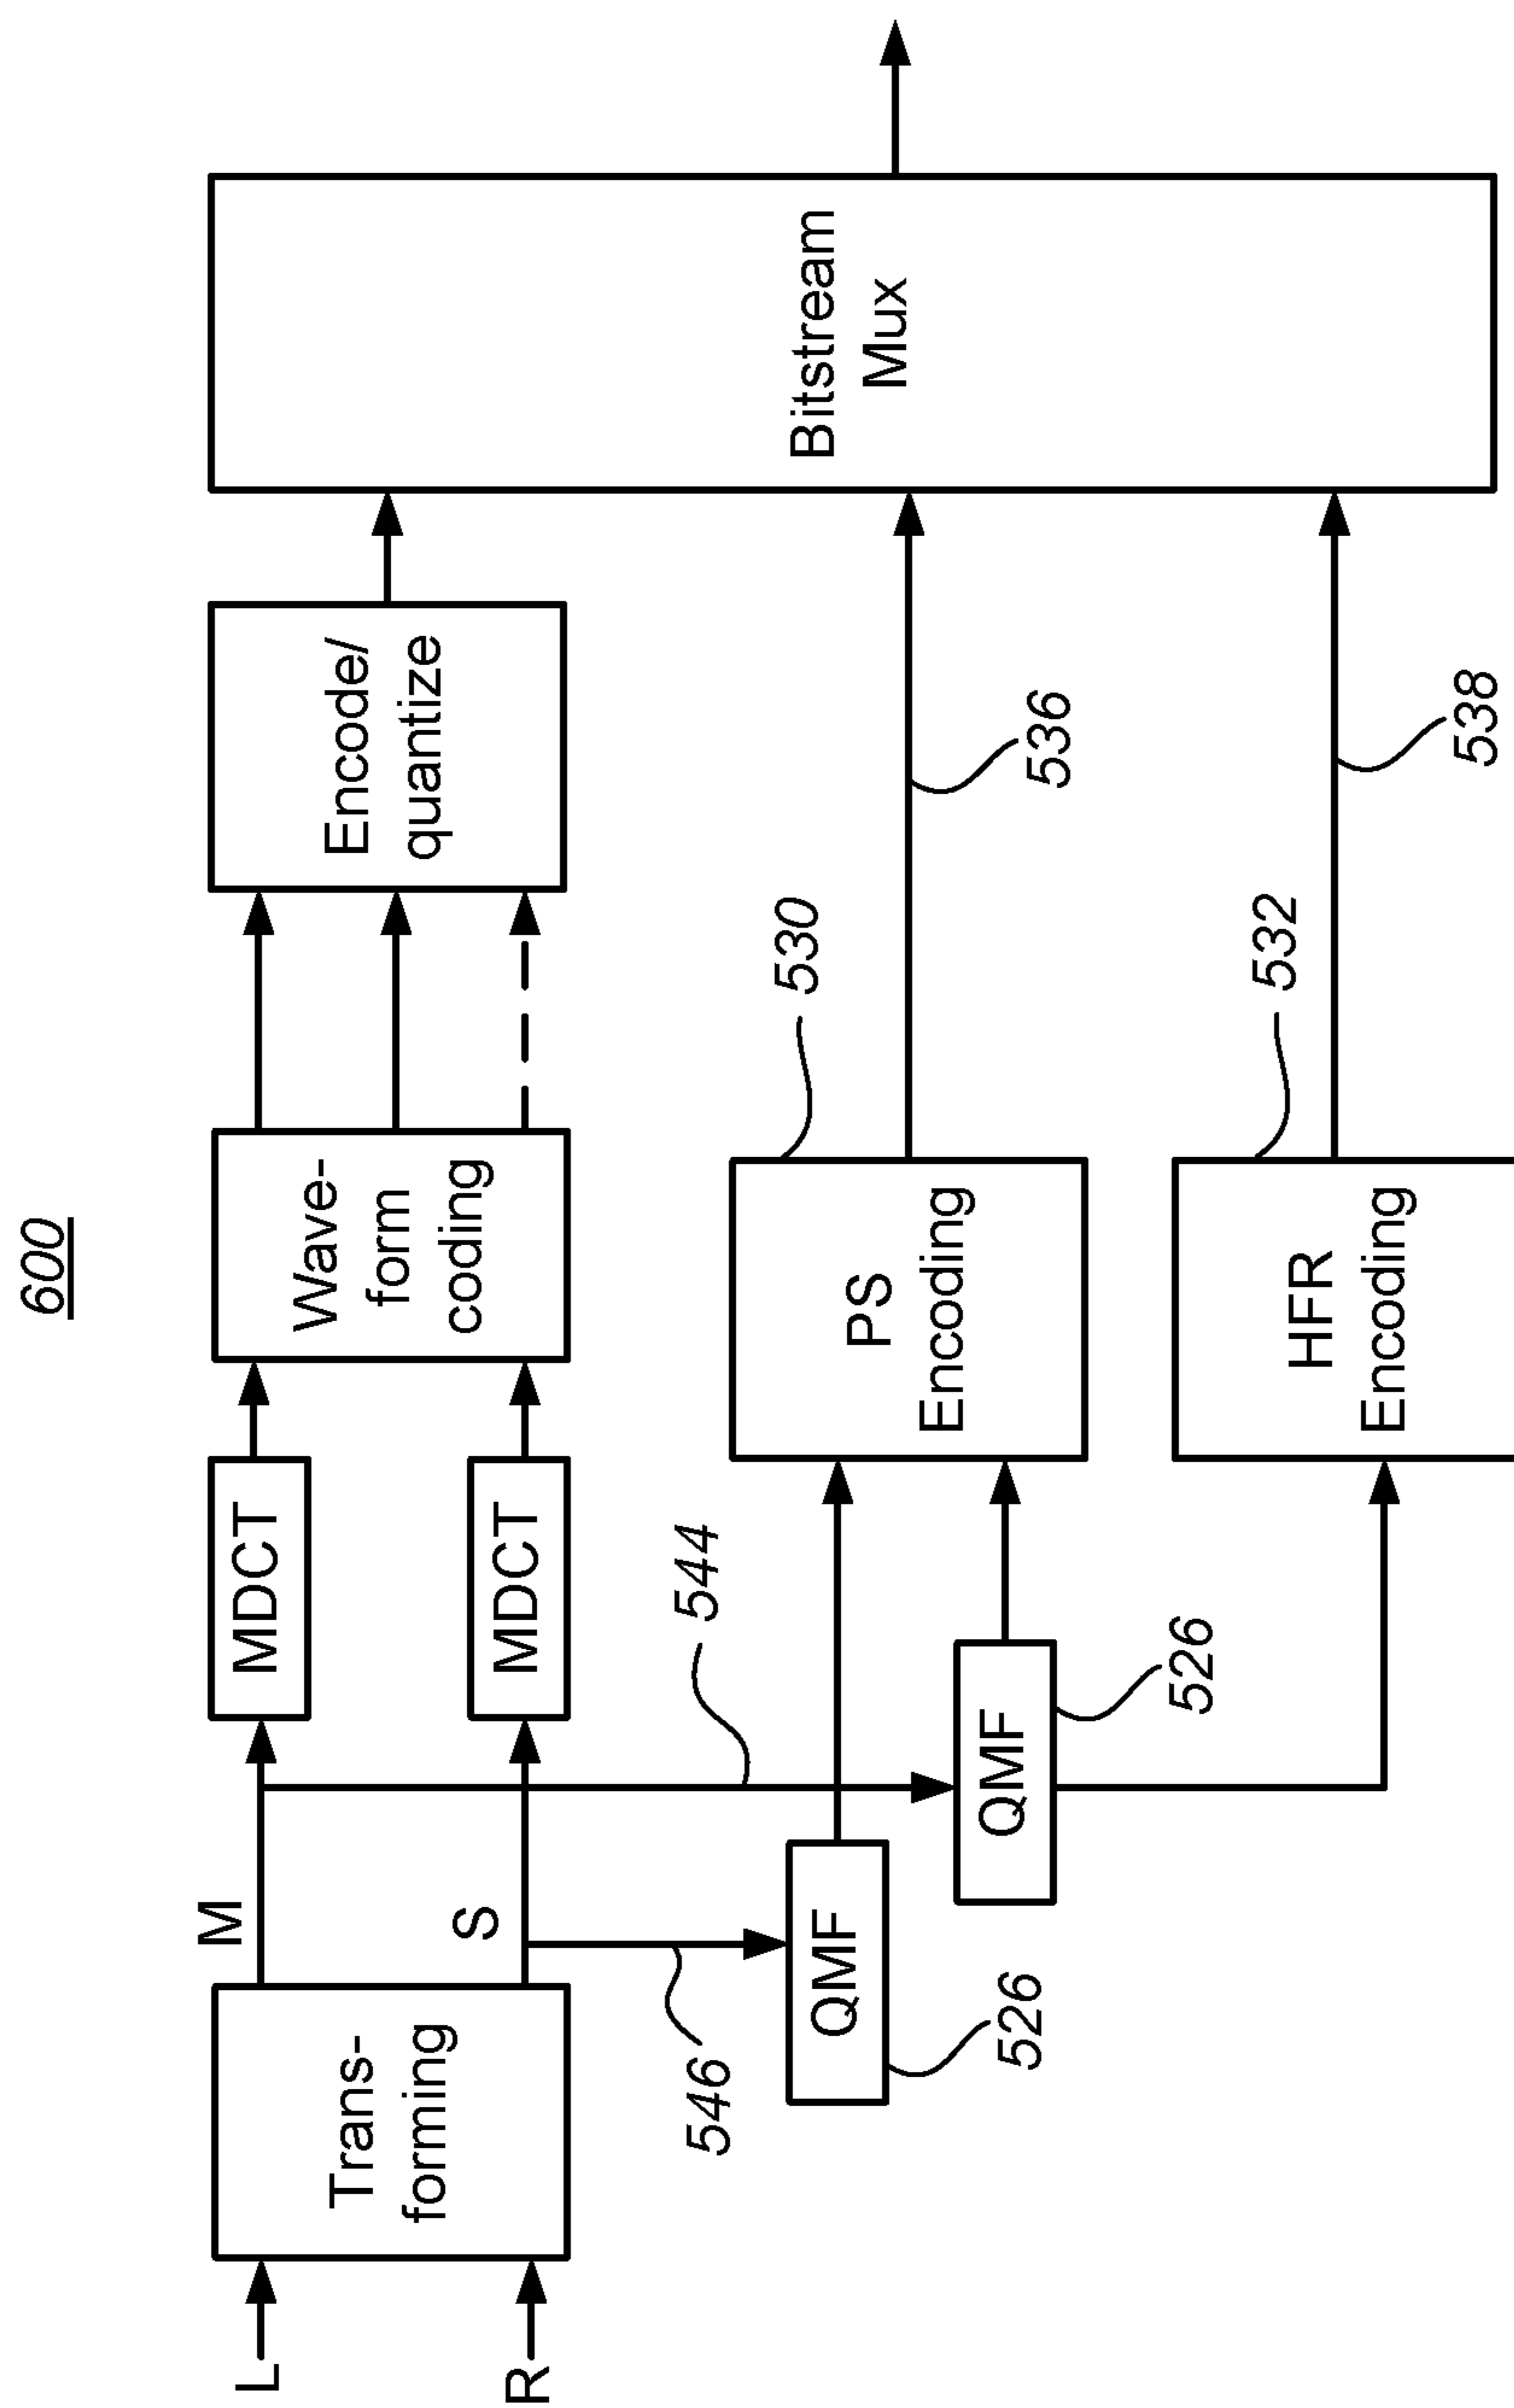 600
L
R
Trans-
forming
M
S
MDCT
MDCT
Wave-
form
coding
Encode/
quantize
Bitstream
Mux
546
QMF
526
544
QMF
526
PS
Encoding
530
536
HFR
Encoding
532
538